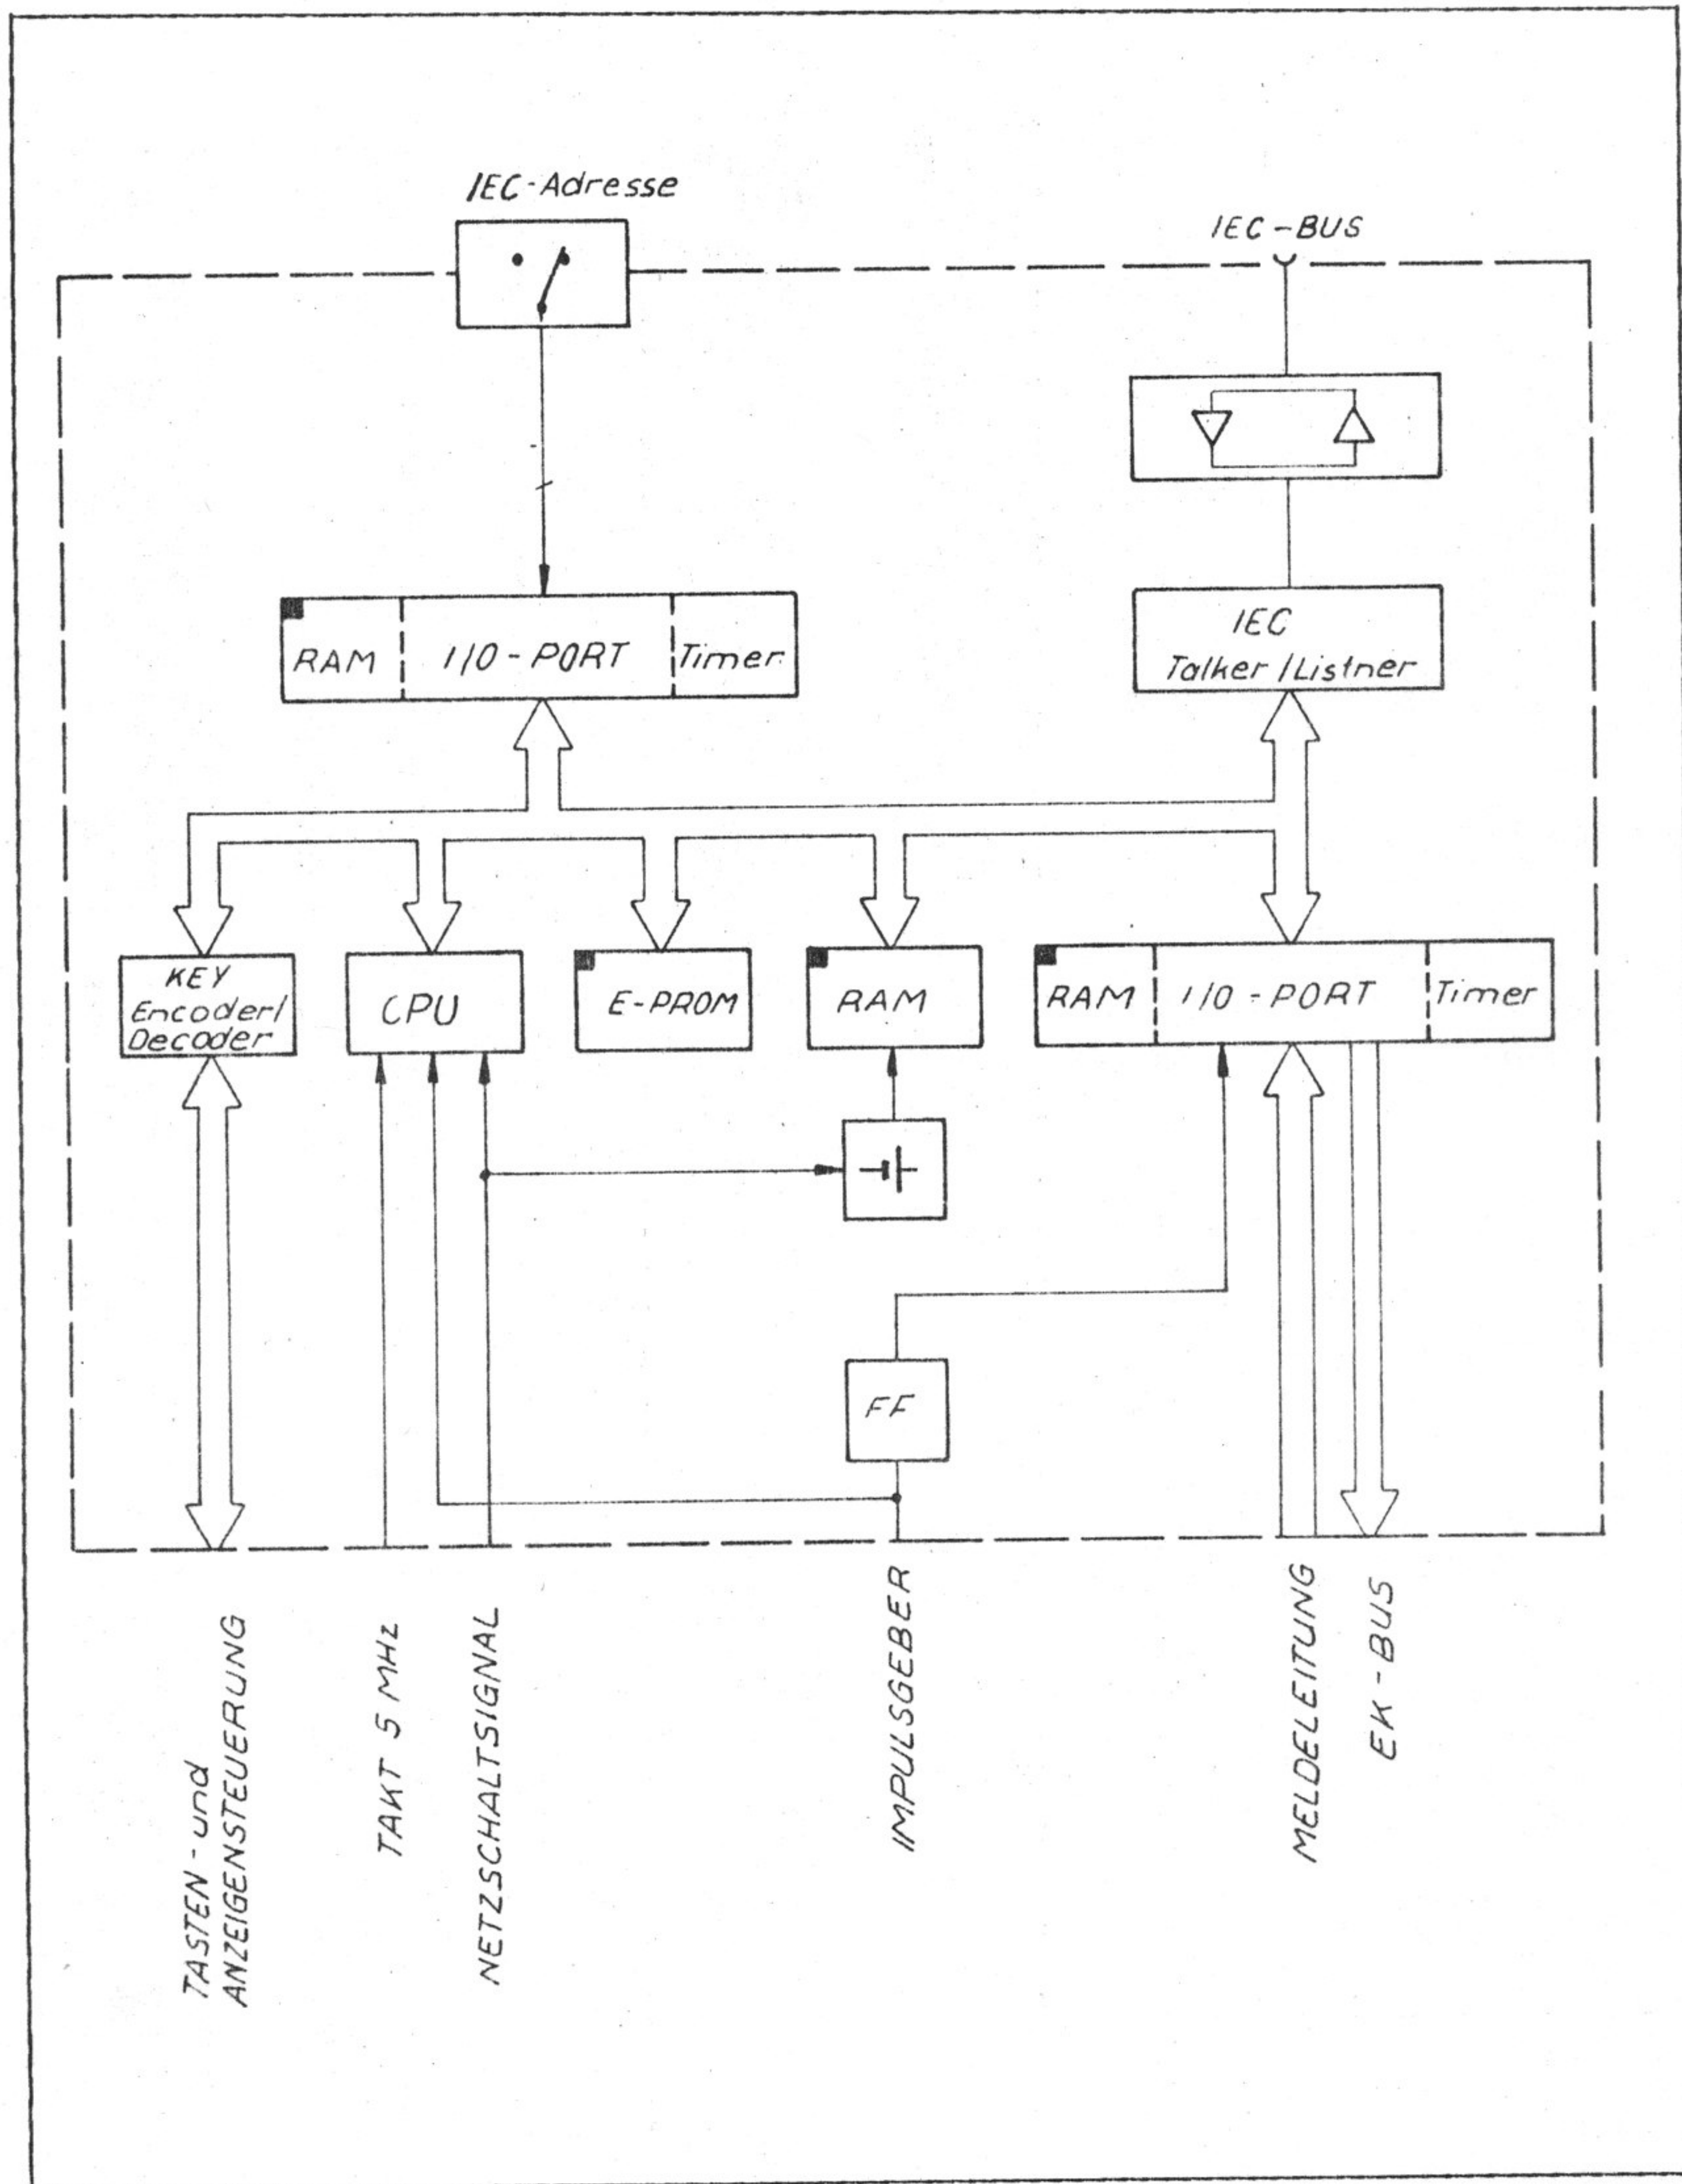 IEC-Adresse
IEC-BUS
RAM
I/O-PORT
Timer
IEC
Talker/Listner
KEY
Encoder/
Decoder
CPU
E-PROM
RAM
RAM
I/O-PORT
Timer
FF
TASTEN-und
ANZEIGENSTEUERUNG
TAKT 5 MHz
NETZSCHALTSIGNAL
IMPULSGEBER
MELDELEITUNG
EK-BUS